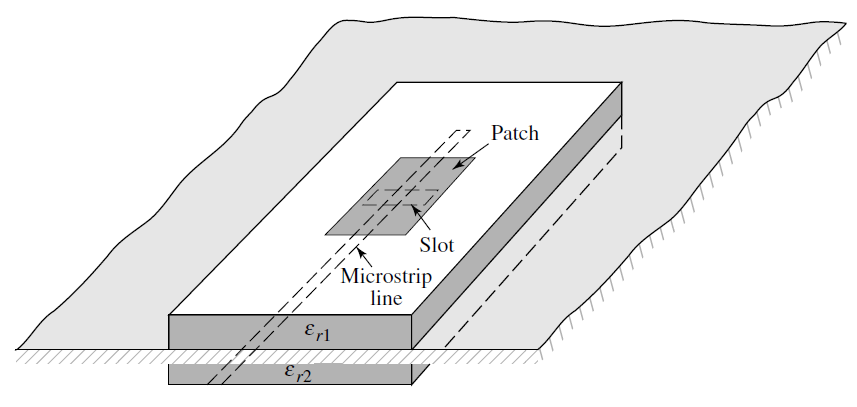 Patch
Slot
Microstrip
line
εr1
εr2